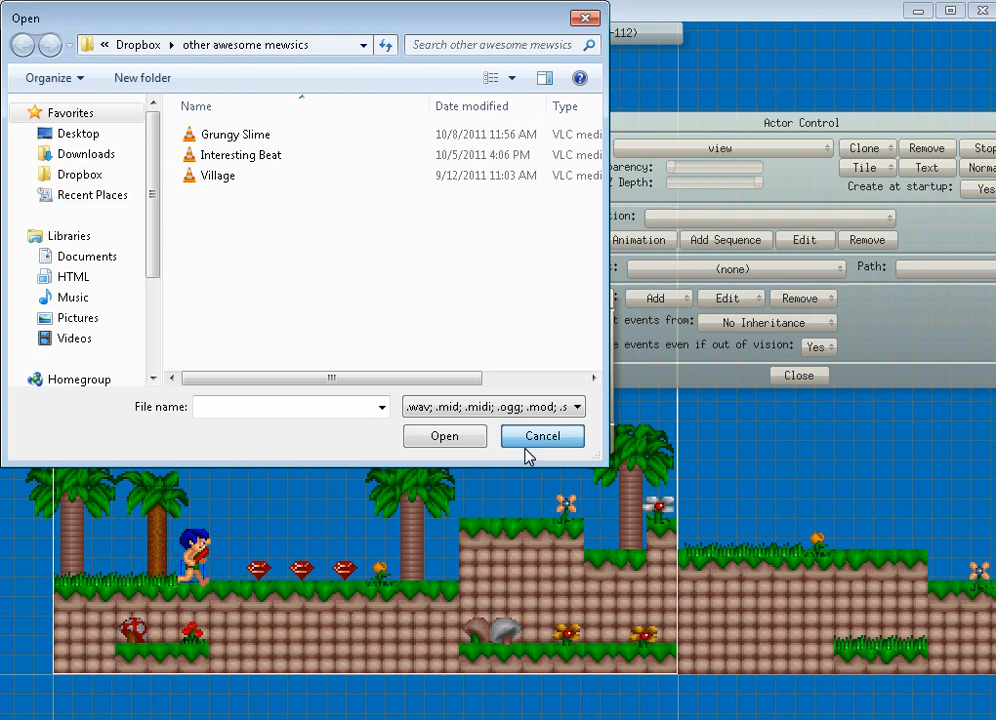 Open
« Dropbox ▸ other awesome mewsics
Search other awesome mewsics
-112)
Organize
New folder
Favorites
Desktop
Downloads
Dropbox
Recent Places
Libraries
Documents
HTML
Music
Pictures
Videos
Homegroup
Name
Date modified
Type
Grungy Slime
10/8/2011 11:56 AM
VLC medi
Interesting Beat
10/5/2011 4:06 PM
VLC medi
Village
9/12/2011 11:03 AM
VLC medi
File name:
.wav; .mid; .midi; .ogg; .mod; .s
Open
Cancel
Actor Control
view
Clone
Remove
Stop
parency:
Tile
Text
Norma
Z Depth:
Create at startup:
Yes
ion:
Animation
Add Sequence
Edit
Remove
:
(none)
Path:
:
Add
Edit
Remove
t events from:
No Inheritance
e events even if out of vision:
Yes
Close